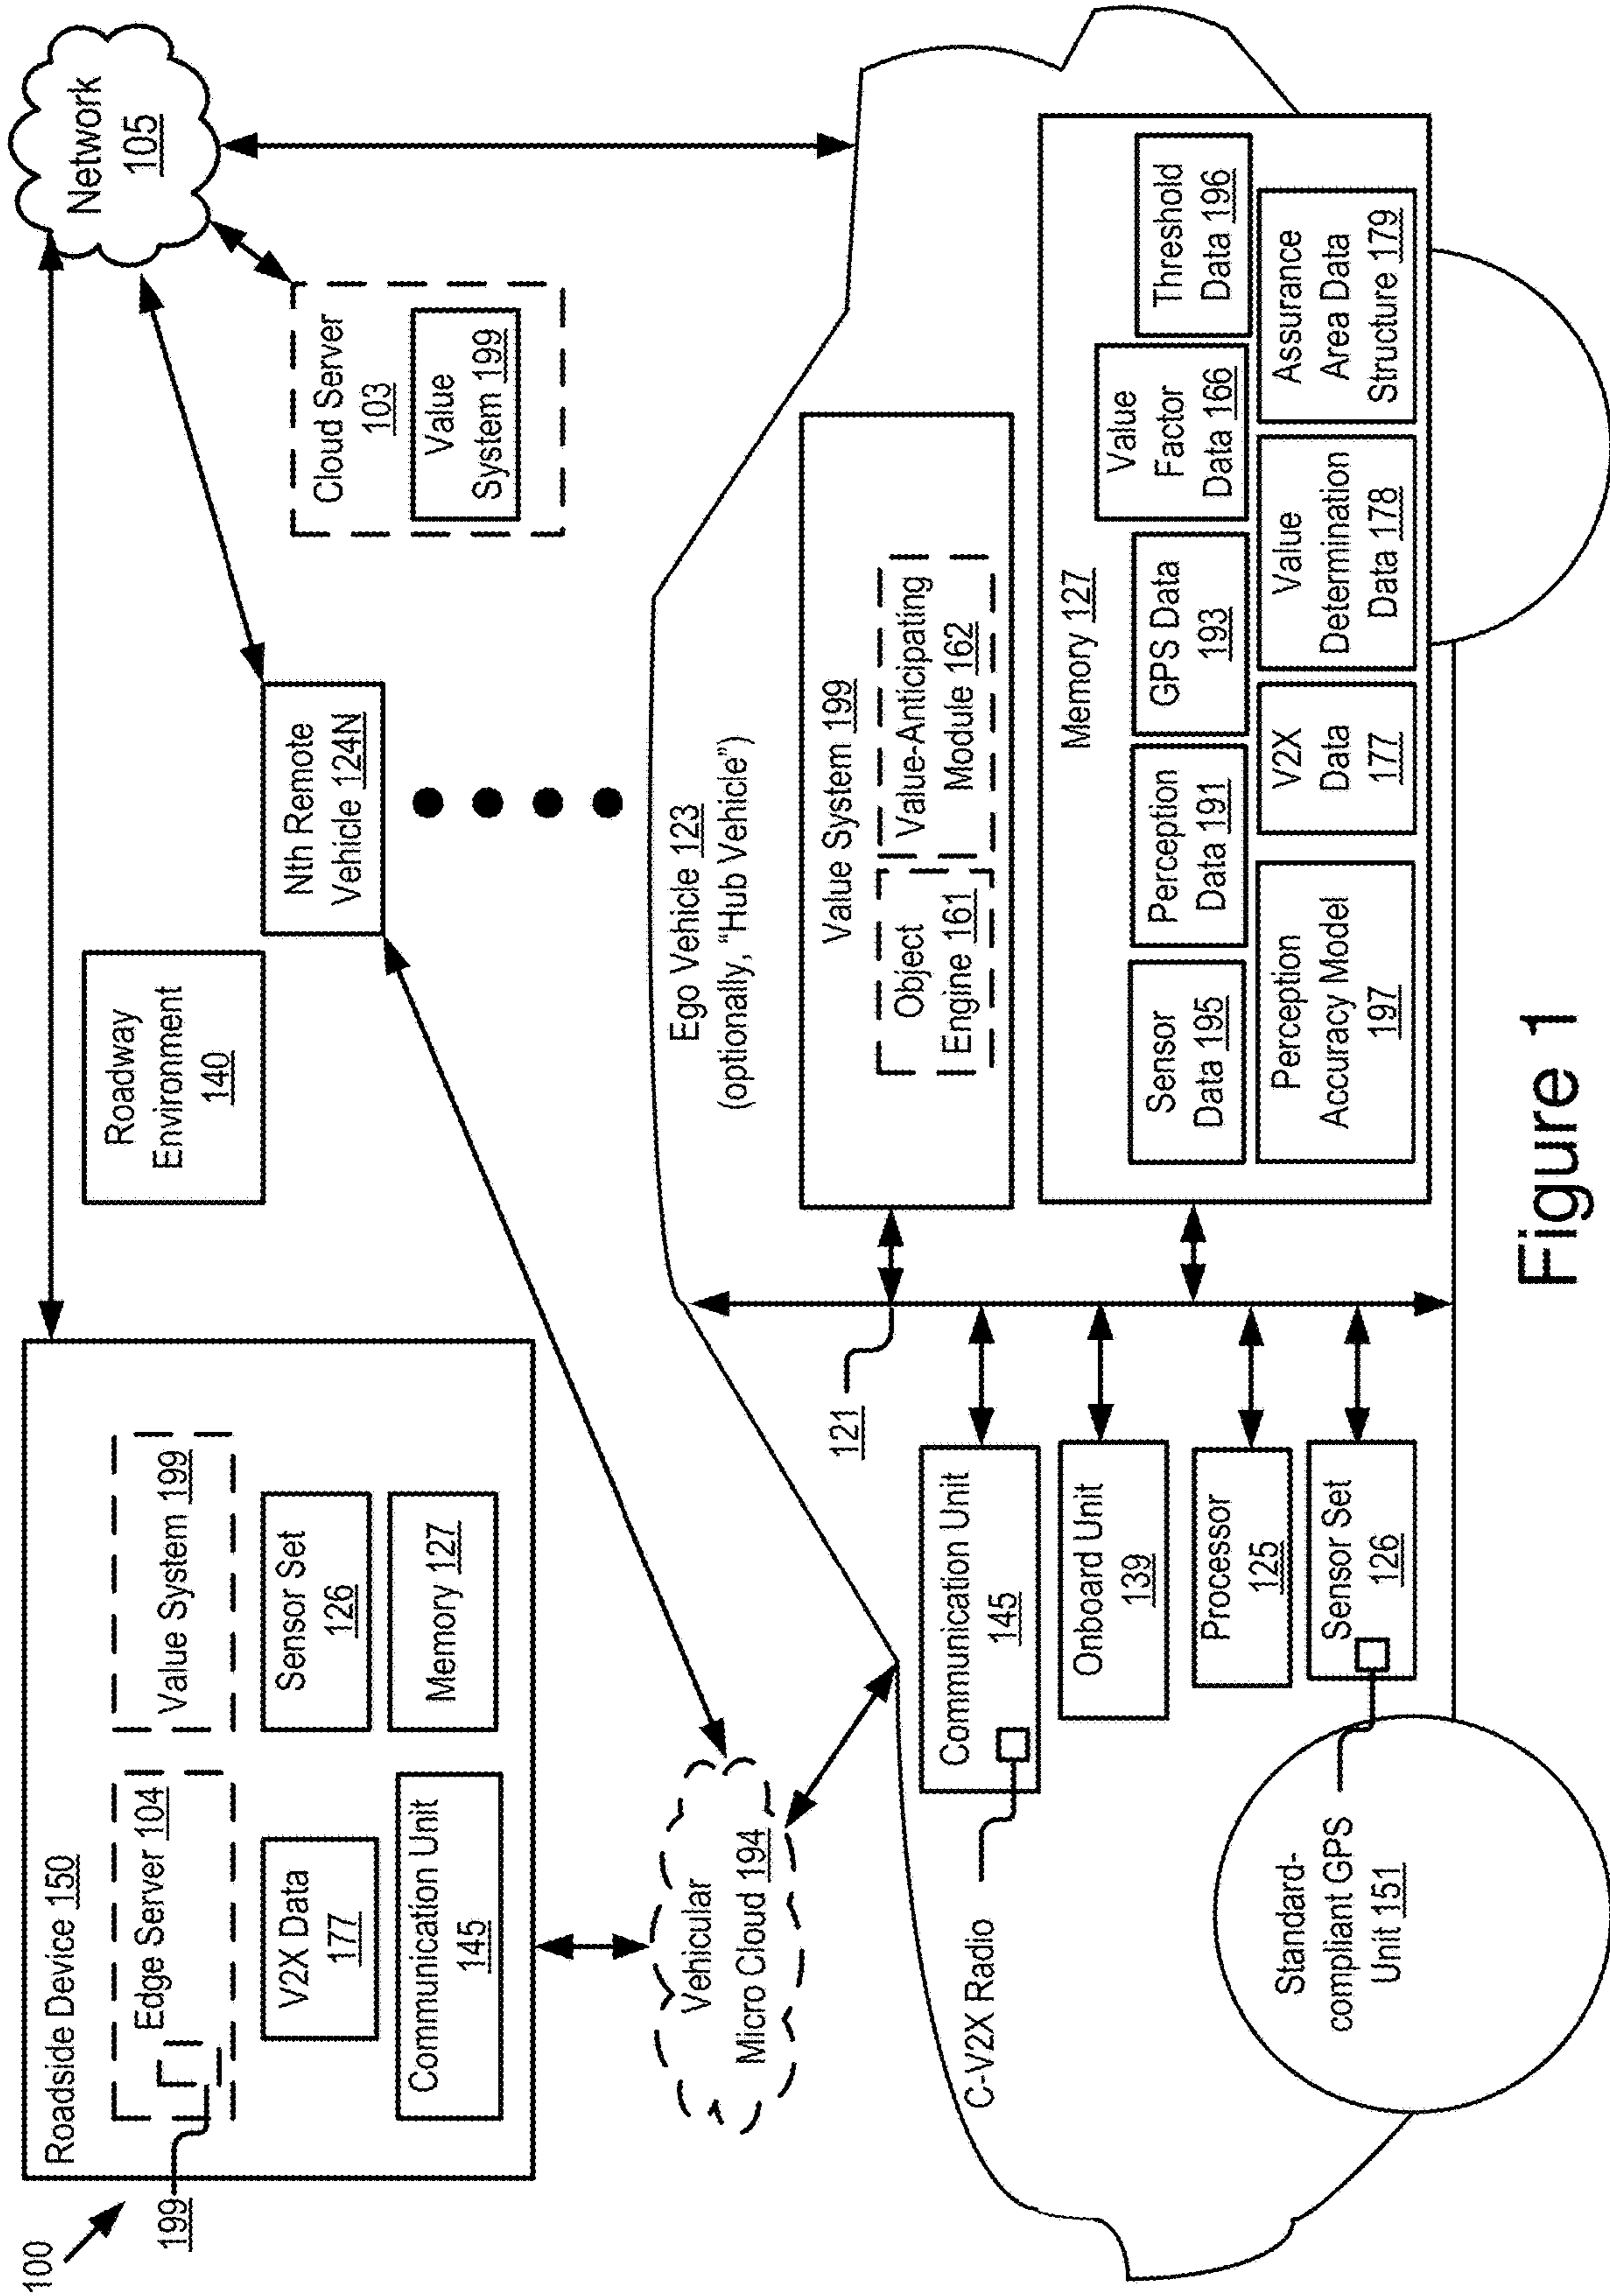 100
Roadside Device 150
Edge Server 104
199
Value System 199
V2X Data
177
Sensor Set
126
Communication Unit
145
Memory 127
Roadway
Environment
140
Network
105
Nth Remote
Vehicle 124N
Cloud Server
103
Value
System 199
Vehicular
Micro Cloud 194
Ego Vehicle 123
(optionally, “Hub Vehicle”)
Value System 199
Object
Engine 161
Value-Anticipating
Module 162
121
Communication Unit
145
C-V2X Radio
Onboard Unit
139
Processor
125
Sensor Set
126
Standard-
compliant GPS
Unit 151
Memory 127
Sensor
Data 195
Perception
Data 191
GPS Data
193
Value
Factor
Data 166
Threshold
Data 196
Perception
Accuracy Model
197
V2X
Data
177
Value
Determination
Data 178
Assurance
Area Data
Structure 179
Figure 1